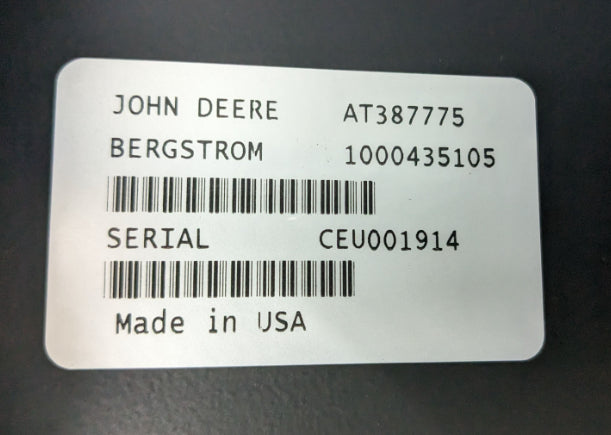 JOHN DEERE AT387775
BERGSTROM 1000435105
SERIAL CEU001914
Made in USA